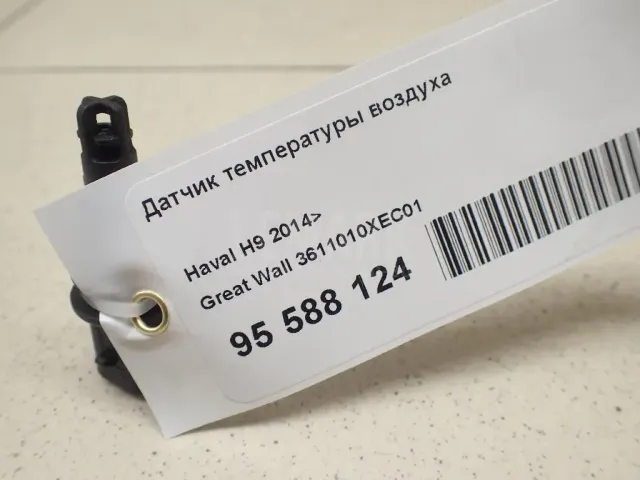 Датчик температуры воздуха
Haval H9 2014>
Great Wall 3611010XEC01
95 588 124